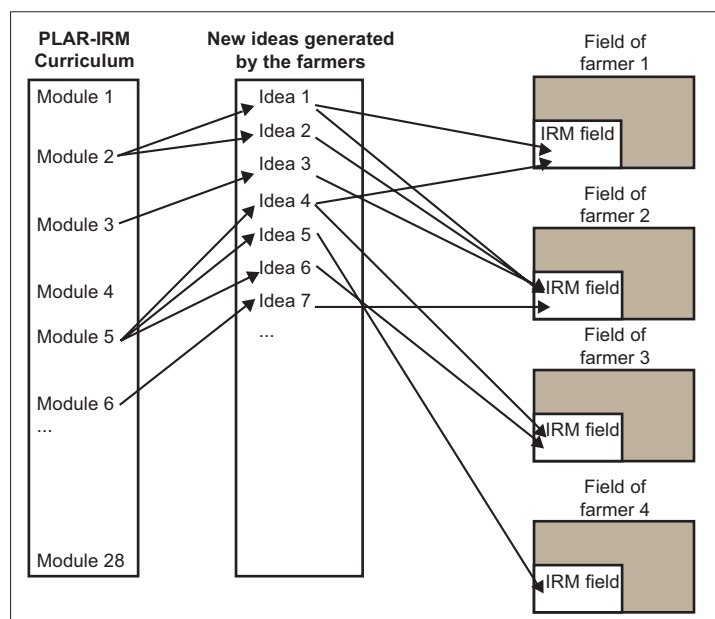 PLAR-IRM
Curriculum
Module 1
Module 2
Module 3
Module 4
Module 5
Module 6
...
Module 28
New ideas generated
by the farmers
Idea 1
Idea 2
Idea 3
Idea 4
Idea 5
Idea 6
Idea 7
...
Field of
farmer 1
IRM field
Field of
farmer 2
IRM field
Field of
farmer 3
IRM field
Field of
farmer 4
IRM field